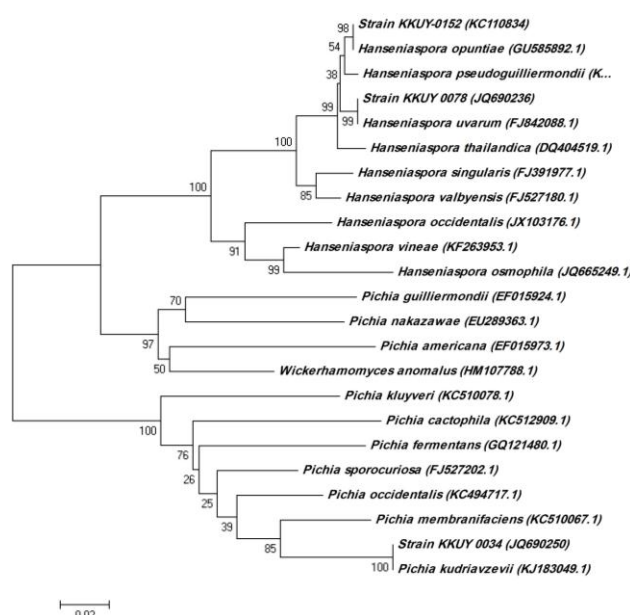 Strain KKUY-0152 (KC110834)
98
54
Hanseniaspora opuntiae (GU585892.1)
38
Hanseniaspora pseudoguilliermondii (K...
Strain KKUY 0078 (JQ690236)
99
99
Hanseniaspora uvarum (FJ842088.1)
100
Hanseniaspora thailandica (DQ404519.1)
Hanseniaspora singularis (FJ391977.1)
100
85
Hanseniaspora valbyensis (FJ527180.1)
Hanseniaspora occidentalis (JX103176.1)
91
Hanseniaspora vineae (KF263953.1)
99
Hanseniaspora osmophila (JQ665249.1)
70
Pichia guilliermondii (EF015924.1)
Pichia nakazawae (EU289363.1)
97
Pichia americana (EF015973.1)
50
Wickerhamomyces anomalus (HM107788.1)
Pichia kluyveri (KC510078.1)
100
Pichia cactophila (KC512909.1)
76
Pichia fermentans (GQ121480.1)
26
Pichia sporocuriosa (FJ527202.1)
25
Pichia occidentalis (KC494717.1)
39
Pichia membranifaciens (KC510067.1)
85
Strain KKUY 0034 (JQ690250)
100
Pichia kudriavzevii (KJ183049.1)
0.02